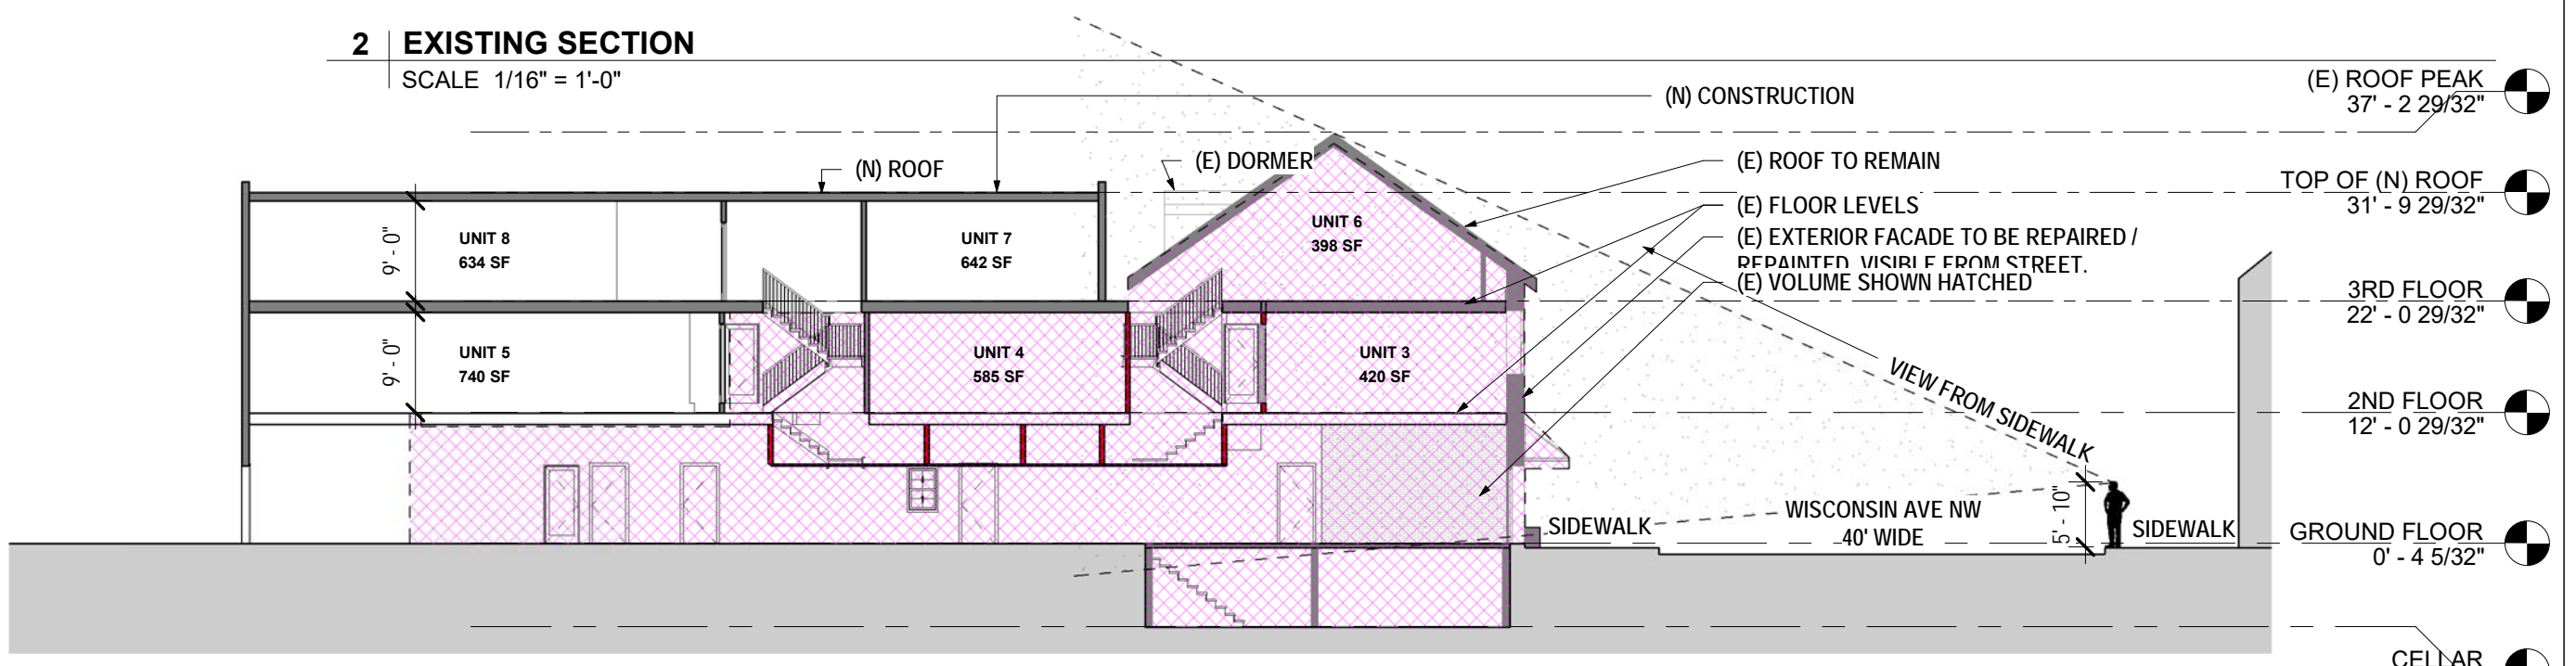 2 EXISTING SECTION
SCALE 1/16" = 1'-0"
(E) ROOF PEAK
37' - 2 29/32"
(N) CONSTRUCTION
(N) ROOF
(E) DORMER
(E) ROOF TO REMAIN
TOP OF (N) ROOF
31' - 9 29/32"
(E) FLOOR LEVELS
(E) EXTERIOR FACADE TO BE REPAIRED /
REPAINTED. VISIBLE FROM STREET.
(E) VOLUME SHOWN HATCHED
9' - 0"
UNIT 8
634 SF
UNIT 7
642 SF
UNIT 6
398 SF
3RD FLOOR
22' - 0 29/32"
9' - 0"
UNIT 5
740 SF
UNIT 4
585 SF
UNIT 3
420 SF
VIEW FROM SIDEWALK
2ND FLOOR
12' - 0 29/32"
SIDEWALK
WISCONSIN AVE NW
40' WIDE
5' - 10"
SIDEWALK
GROUND FLOOR
0' - 4 5/32"
CELLAR